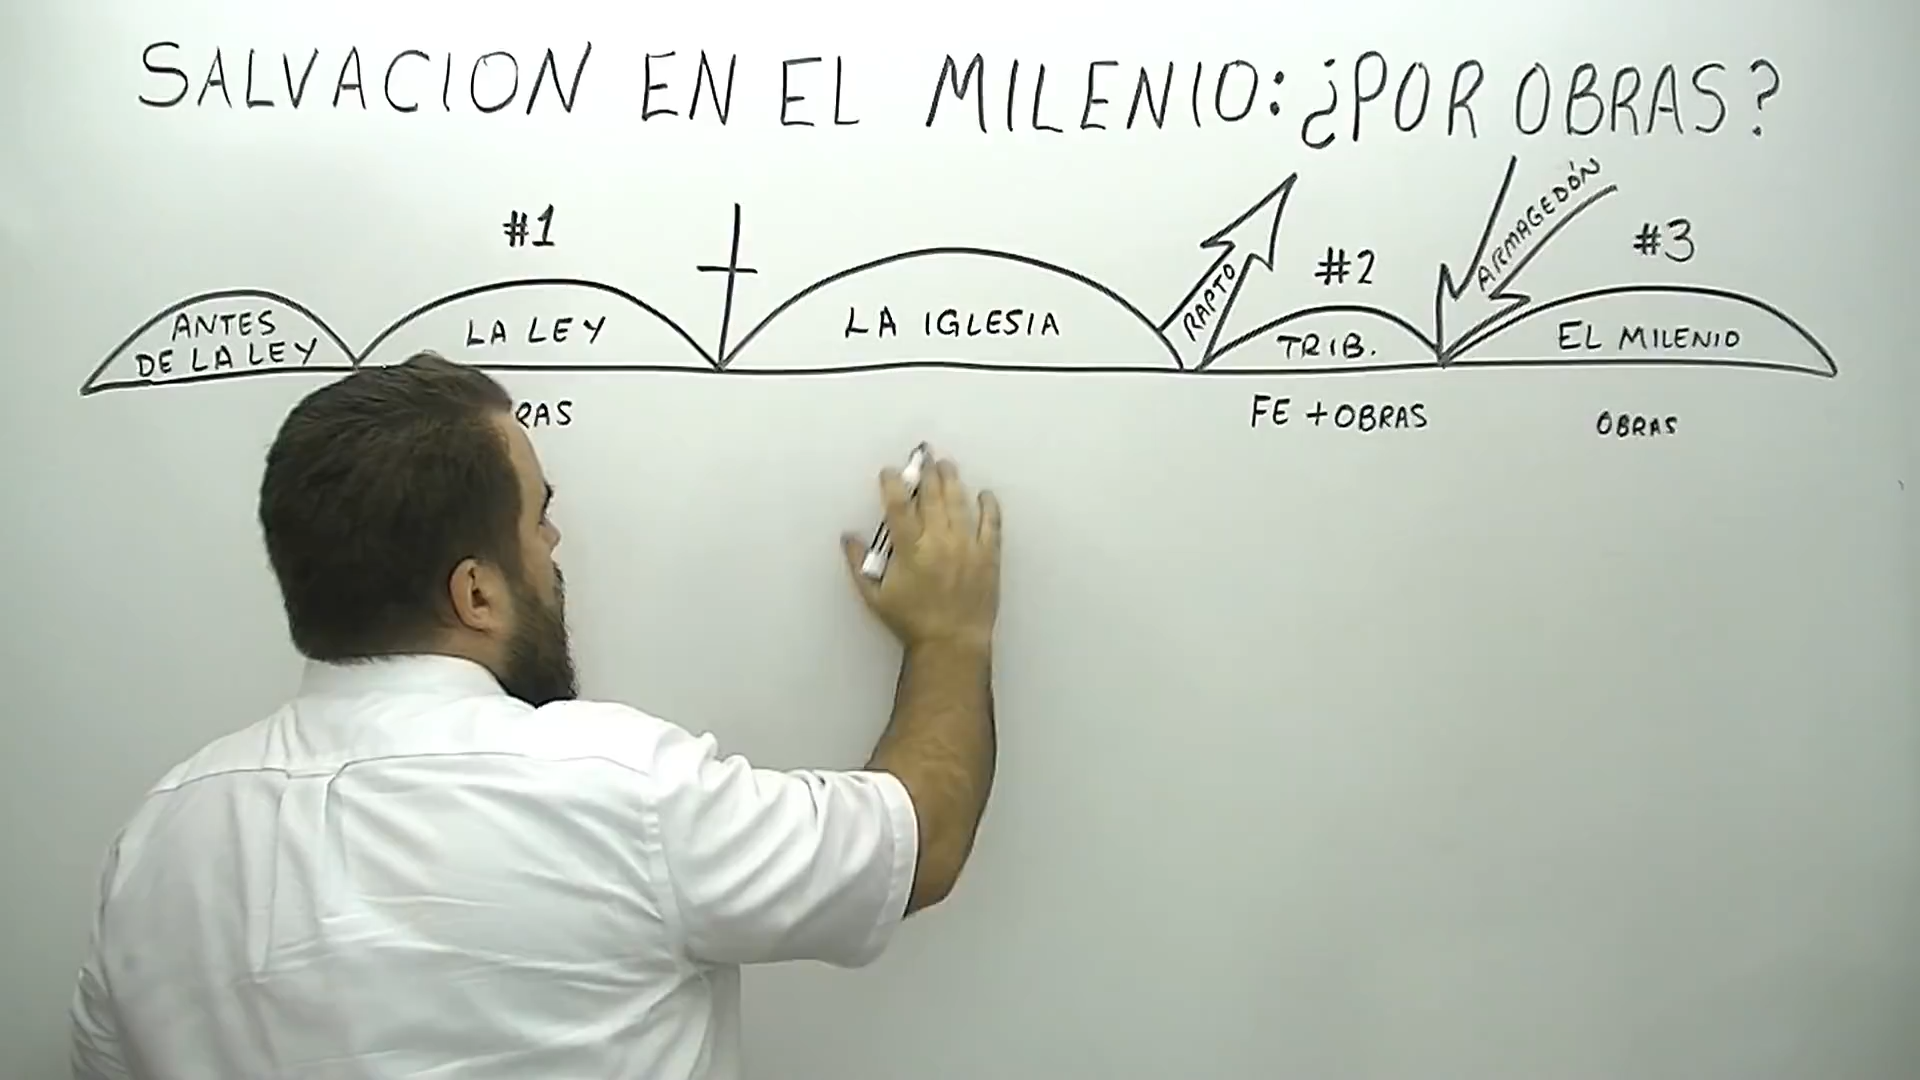 SALVACION EN EL MILENIO: ¿POR OBRAS?
#1
#2
#3
ANTES
DE LA LEY
LA LEY
LA IGLESIA
RAPTO
TRIB.
ARMAGEDÓN
EL MILENIO
RAS
FE + OBRAS
OBRAS